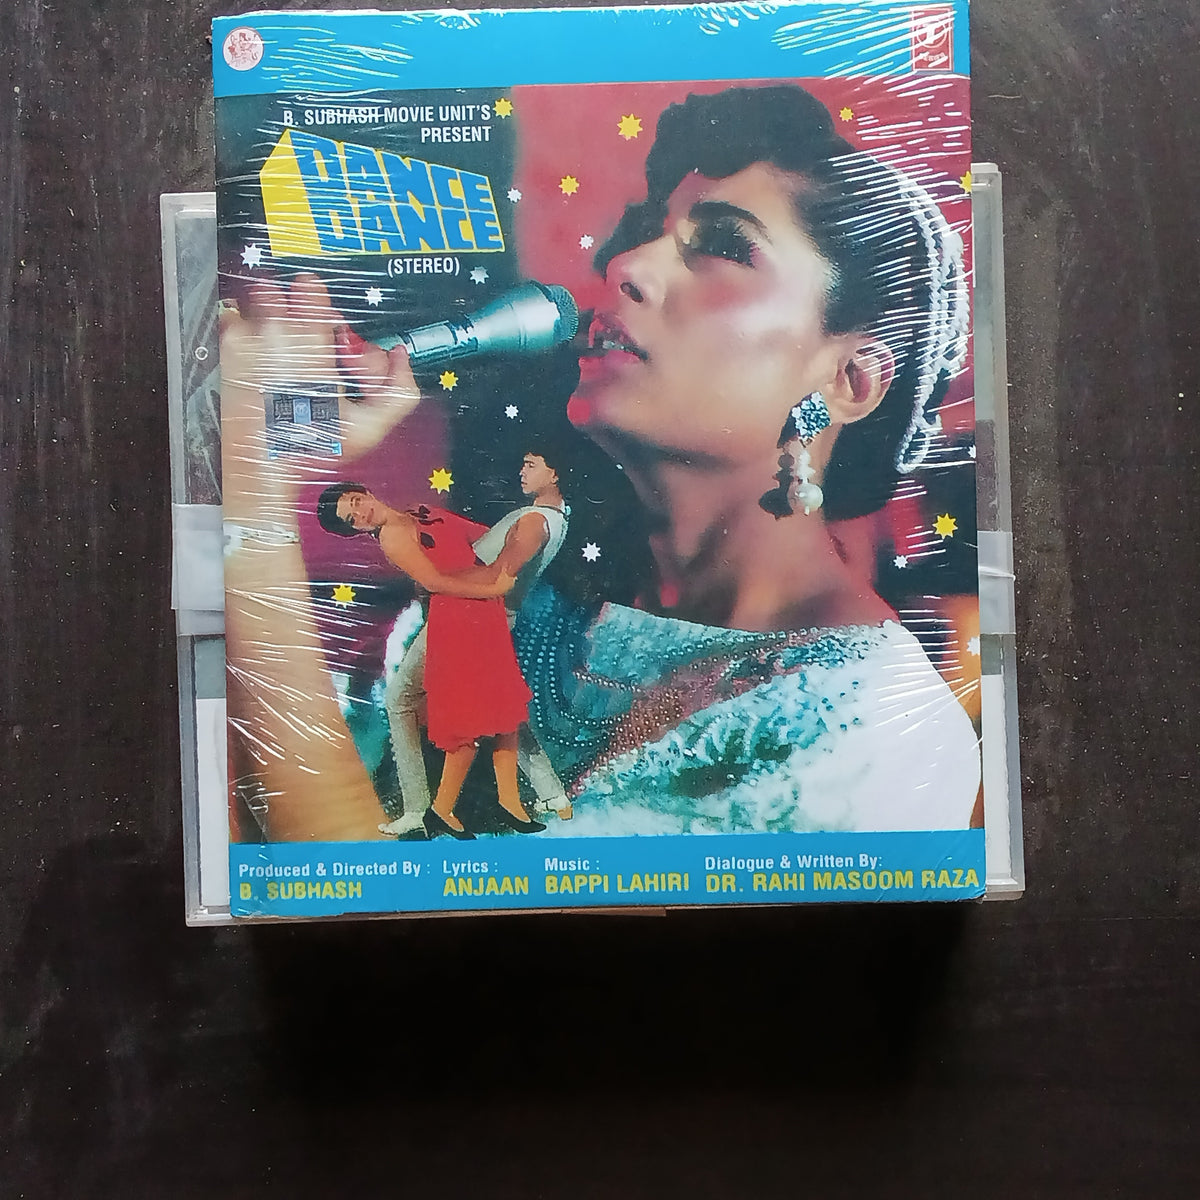 B. SUBHASH MOVIE UNIT'S
PRESENT
DANCE
DANCE
(STEREO)
Produced & Directed By :
B. SUBHASH
Lyrics :
ANJAAN
Music :
BAPPI LAHIRI
Dialogue & Written By:
DR. RAHI MASOOM RAZA